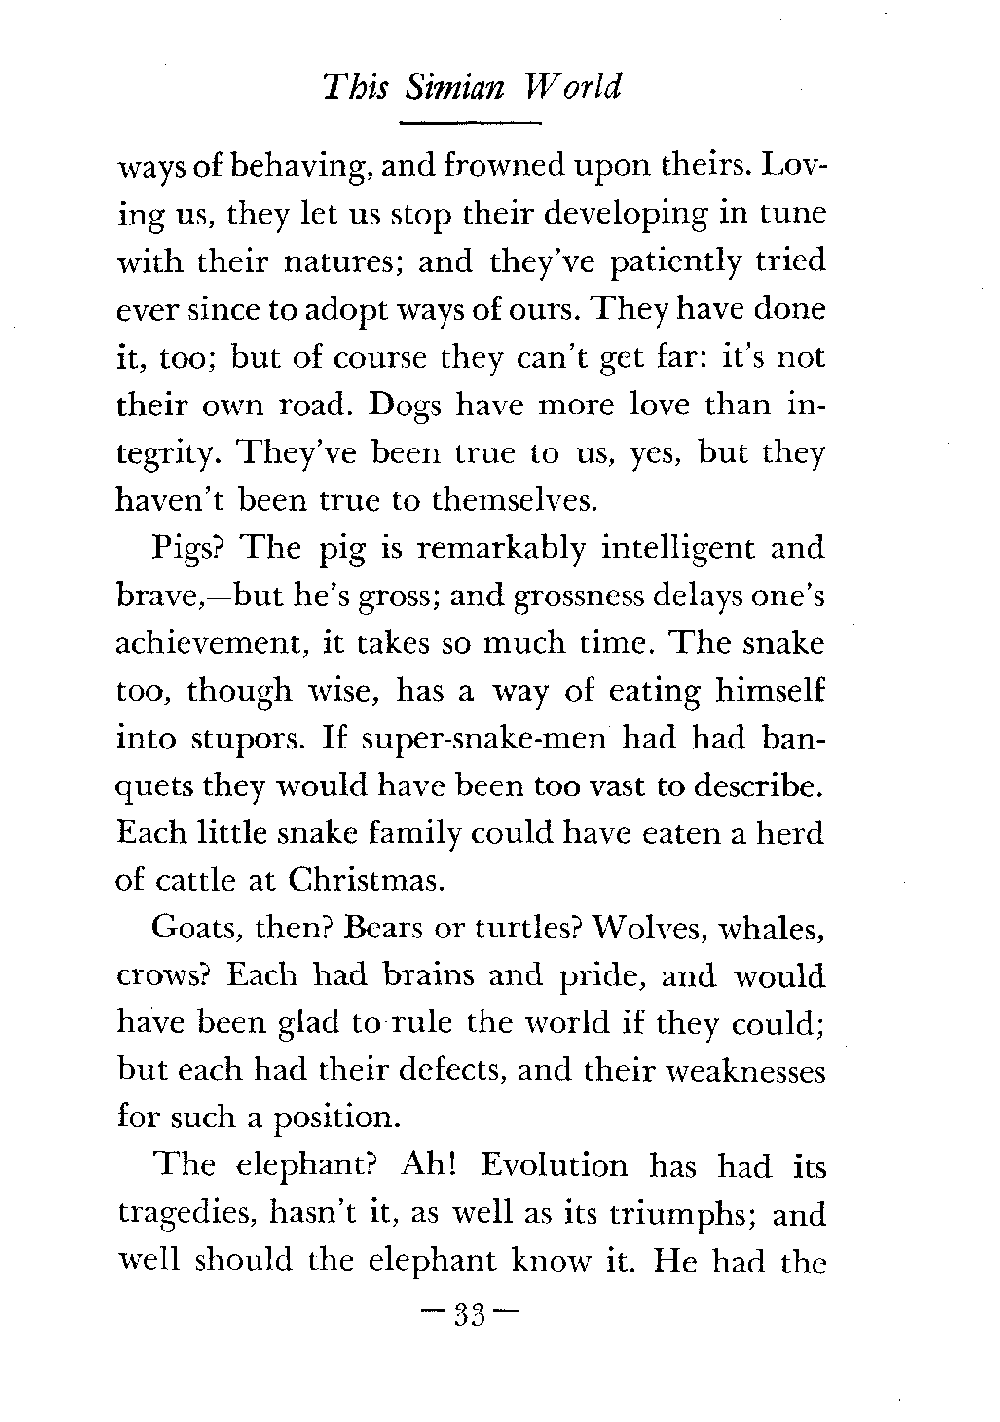 This Simian World
ways of behaving, and frowned upon theirs. Lov-
ing us, they let us stop their developing in tune
with their natures; and they've patiently tried
ever since to adopt ways of ours. They have done
it, too; but of course they can't get far: it's not
their own road. Dogs have more love than in-
tegrity. They've been true to us, yes, but they
haven't been true to themselves.
Pigs? The pig is remarkably intelligent and
brave,—but he's gross; and grossness delays one's
achievement, it takes so much time. The snake
too, though wise, has a way of eating himself
into stupors. If super-snake-men had had ban-
quets they would have been too vast to describe.
Each little snake family could have eaten a herd
of cattle at Christmas.
Goats, then? Bears or turtles? Wolves, whales,
crows? Each had brains and pride, and would
have been glad to rule the world if they could;
but each had their defects, and their weaknesses
for such a position.
The elephant? Ah! Evolution has had its
tragedies, hasn't it, as well as its triumphs; and
well should the elephant know it. He had the
— 33 —